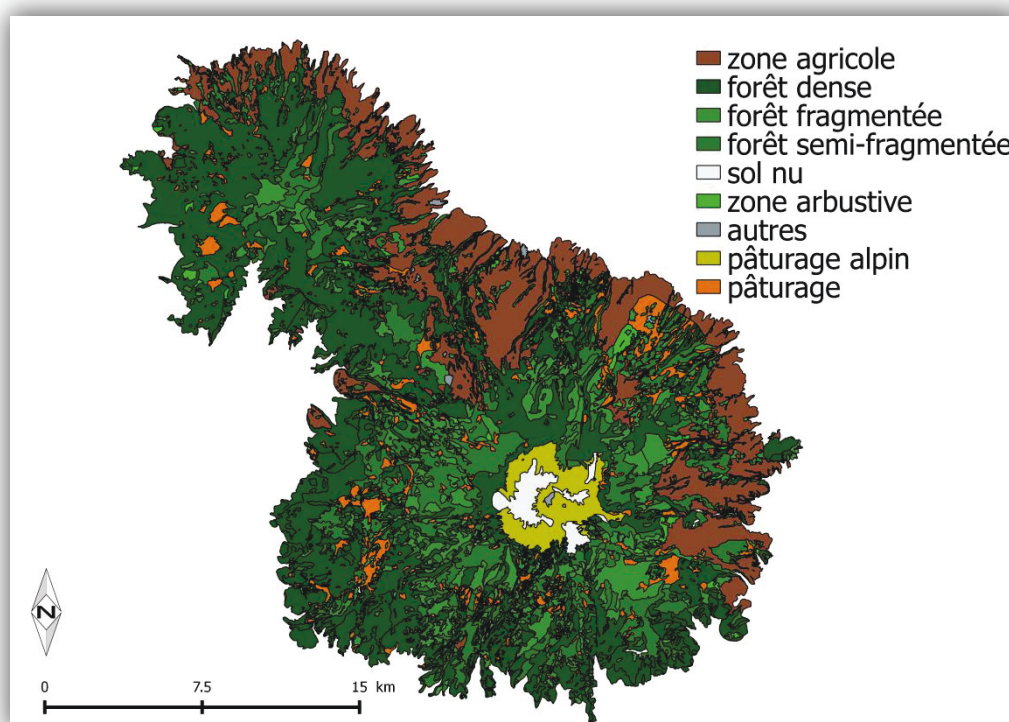 zone agricole
forêt dense
forêt fragmentée
forêt semi-fragmentée
sol nu
zone arbustive
autres
pâturage alpin
pâturage
N
0 7.5 15 km